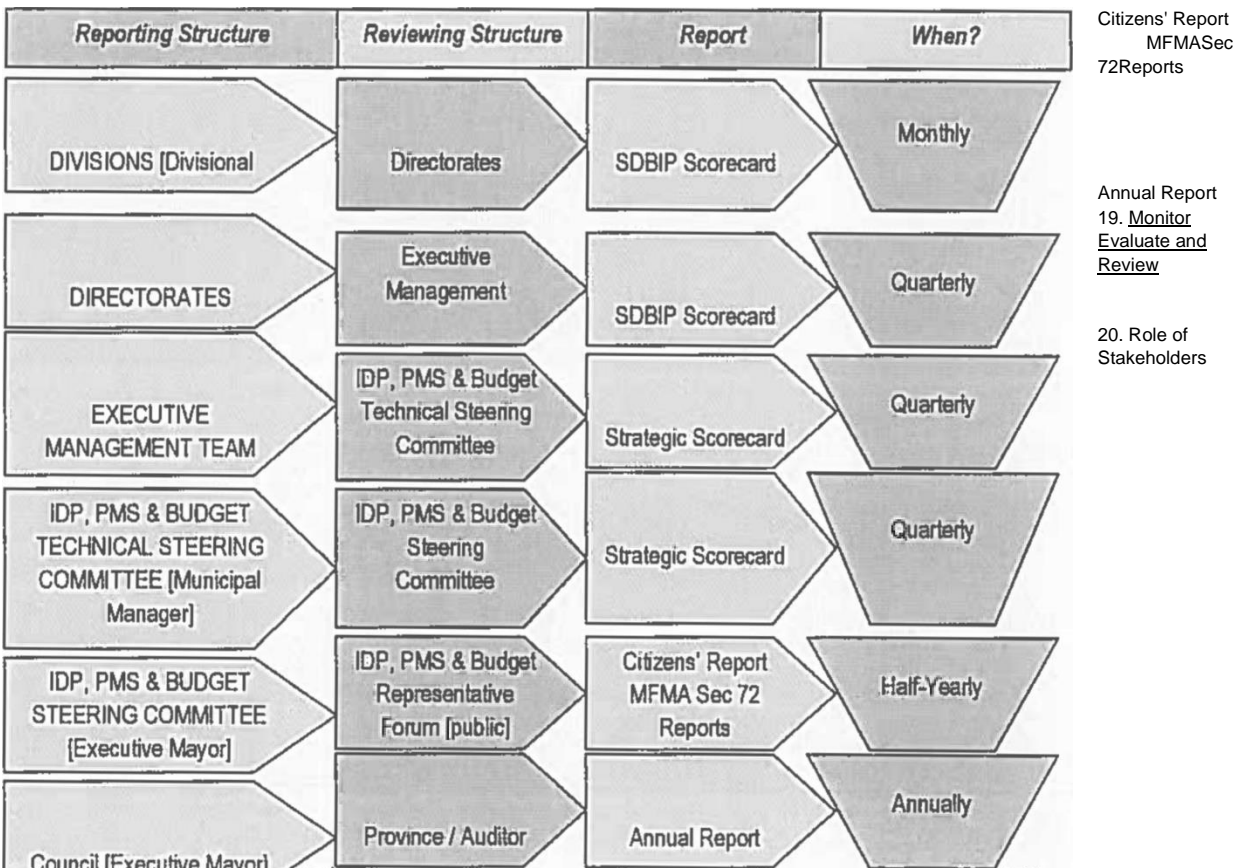 Reporting Structure Reviewing Structure Report When?
DIVISIONS [Divisional
Directorates
SDBIP Scorecard
Monthly
DIRECTORATES
Executive
Management
SDBIP Scorecard
Quarterly
EXECUTIVE
MANAGEMENT TEAM
IDP, PMS & Budget
Technical Steering
Committee
Strategic Scorecard
Quarterly
IDP, PMS & BUDGET
TECHNICAL STEERING
COMMITTEE [Municipal
Manager]
IDP, PMS & Budget
Steering
Committee
Strategic Scorecard
Quarterly
IDP, PMS & BUDGET
STEERING COMMITTEE
[Executive Mayor]
IDP, PMS & Budget
Representative
Forum [public]
Citizens' Report
MFMA Sec 72
Reports
Half-Yearly
Council [Executive Mayor]
Province / Auditor
Annual Report
Annually
Citizens' Report
MFMASec
72Reports
Annual Report
19. Monitor
Evaluate and
Review
20. Role of
Stakeholders